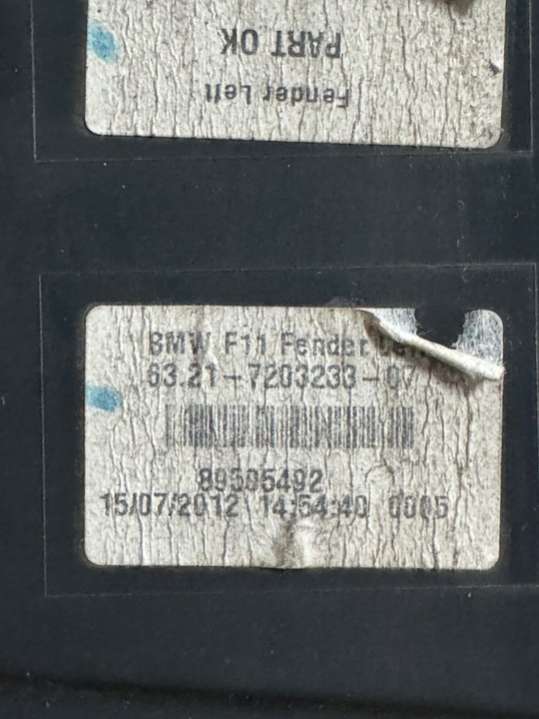 Fender Left
PART OK
BMW F11 Fender Left
63.21-7203233-07
89505492
15/07/2012 14:54:40 0005